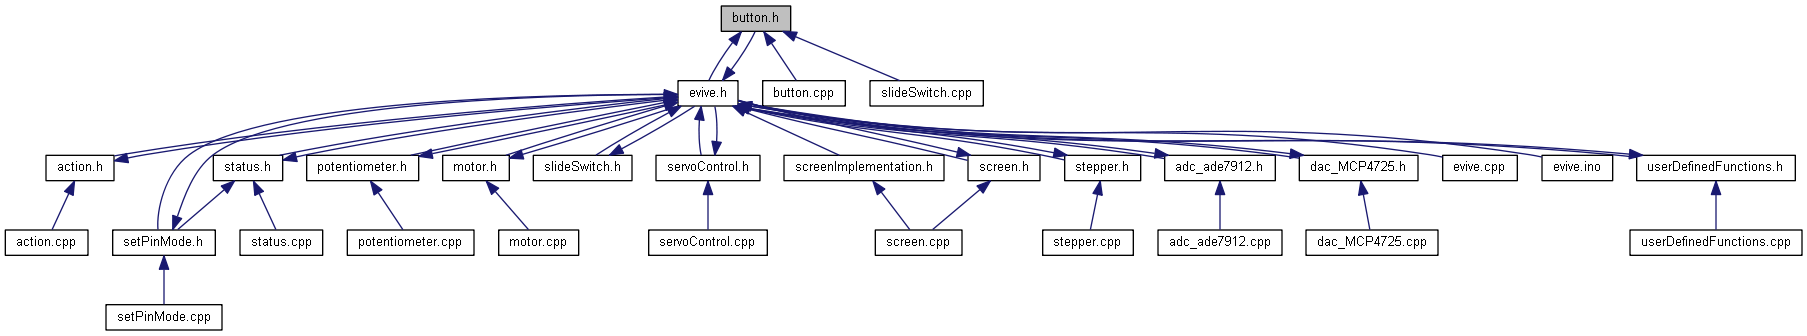 button.h
evive.h
button.cpp
slideSwitch.cpp
action.h
status.h
potentiometer.h
motor.h
slideSwitch.h
servoControl.h
screenImplementation.h
screen.h
stepper.h
adc_ade7912.h
dac_MCP4725.h
evive.cpp
evive.ino
userDefinedFunctions.h
action.cpp
setPinMode.h
status.cpp
potentiometer.cpp
motor.cpp
servoControl.cpp
screen.cpp
stepper.cpp
adc_ade7912.cpp
dac_MCP4725.cpp
userDefinedFunctions.cpp
setPinMode.cpp